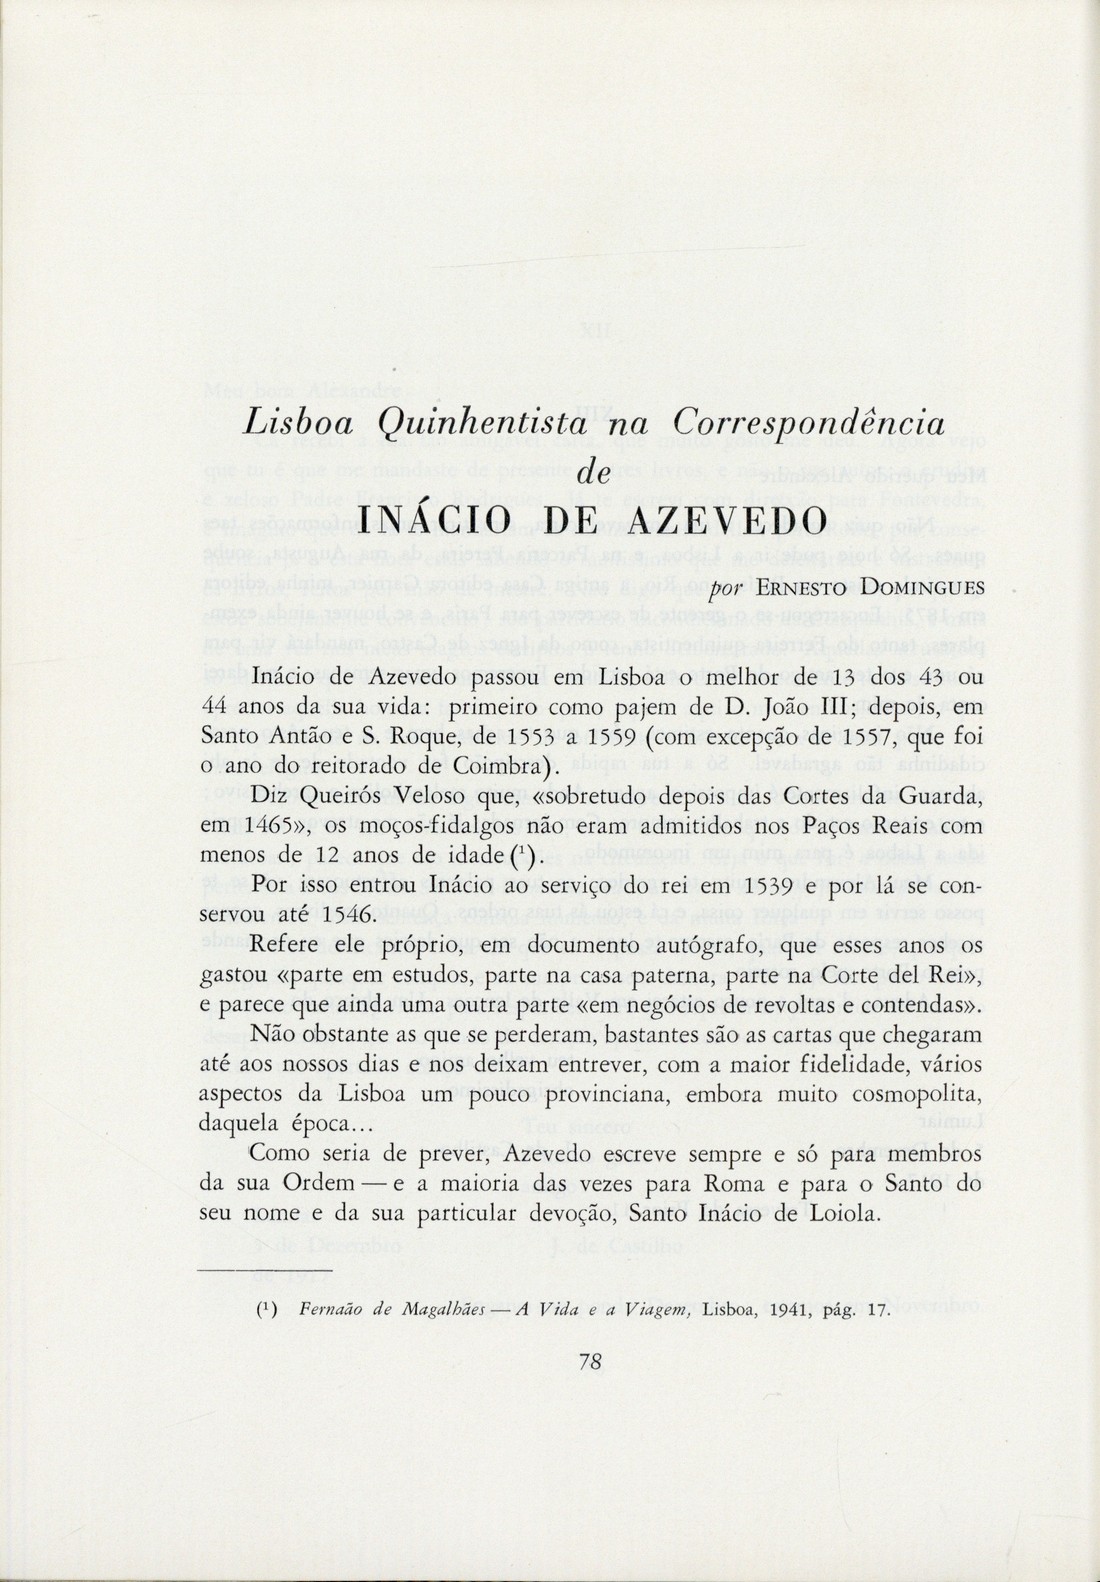 Lisboa Quinhentista na Correspondência
de
INÁCIO DE AZEVEDO
por ERNESTO DOMINGUES
Inácio de Azevedo passou em Lisboa o melhor de 13 dos 43 ou
44 anos da sua vida: primeiro como pajem de D. João III; depois, em
Santo Antão e S. Roque, de 1553 a 1559 (com excepção de 1557, que foi
o ano do reitorado de Coimbra).
Diz Queirós Veloso que, «sobretudo depois das Cortes da Guarda,
em 1465», os moços-fidalgos não eram admitidos nos Paços Reais com
menos de 12 anos de idade (¹).
Por isso entrou Inácio ao serviço do rei em 1539 e por lá se con-
servou até 1546.
Refere ele próprio, em documento autógrafo, que esses anos os
gastou «parte em estudos, parte na casa paterna, parte na Corte del Rei»,
e parece que ainda uma outra parte «em negócios de revoltas e contendas».
Não obstante as que se perderam, bastantes são as cartas que chegaram
até aos nossos dias e nos deixam entrever, com a maior fidelidade, vários
aspectos da Lisboa um pouco provinciana, embora muito cosmopolita,
daquela época...
Como seria de prever, Azevedo escreve sempre e só para membros
da sua Ordem — e a maioria das vezes para Roma e para o Santo do
seu nome e da sua particular devoção, Santo Inácio de Loiola.
(¹) Fernaão de Magalhães — A Vida e a Viagem, Lisboa, 1941, pág. 17.
78